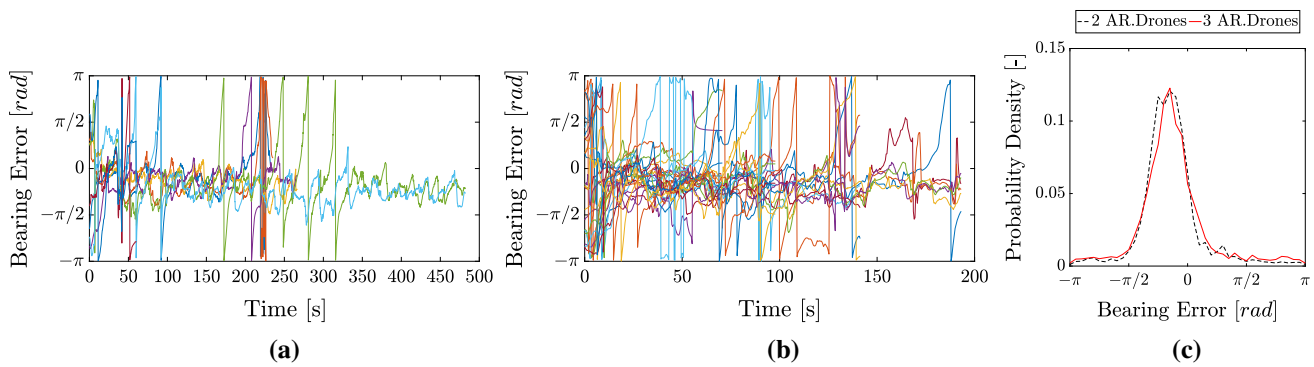 --2 AR.Drones—3 AR.Drones
Bearing Error [rad]
π
π/2
0
−π/2
−π
0 50 100 150 200 250 300 350 400 450 500
Time [s]
(a)
Bearing Error [rad]
π
π/2
0
−π/2
−π
0 50 100 150 200
Time [s]
(b)
Probability Density [-]
0.15
0.1
0.05
0
−π −π/2 0 π/2 π
Bearing Error [rad]
(c)